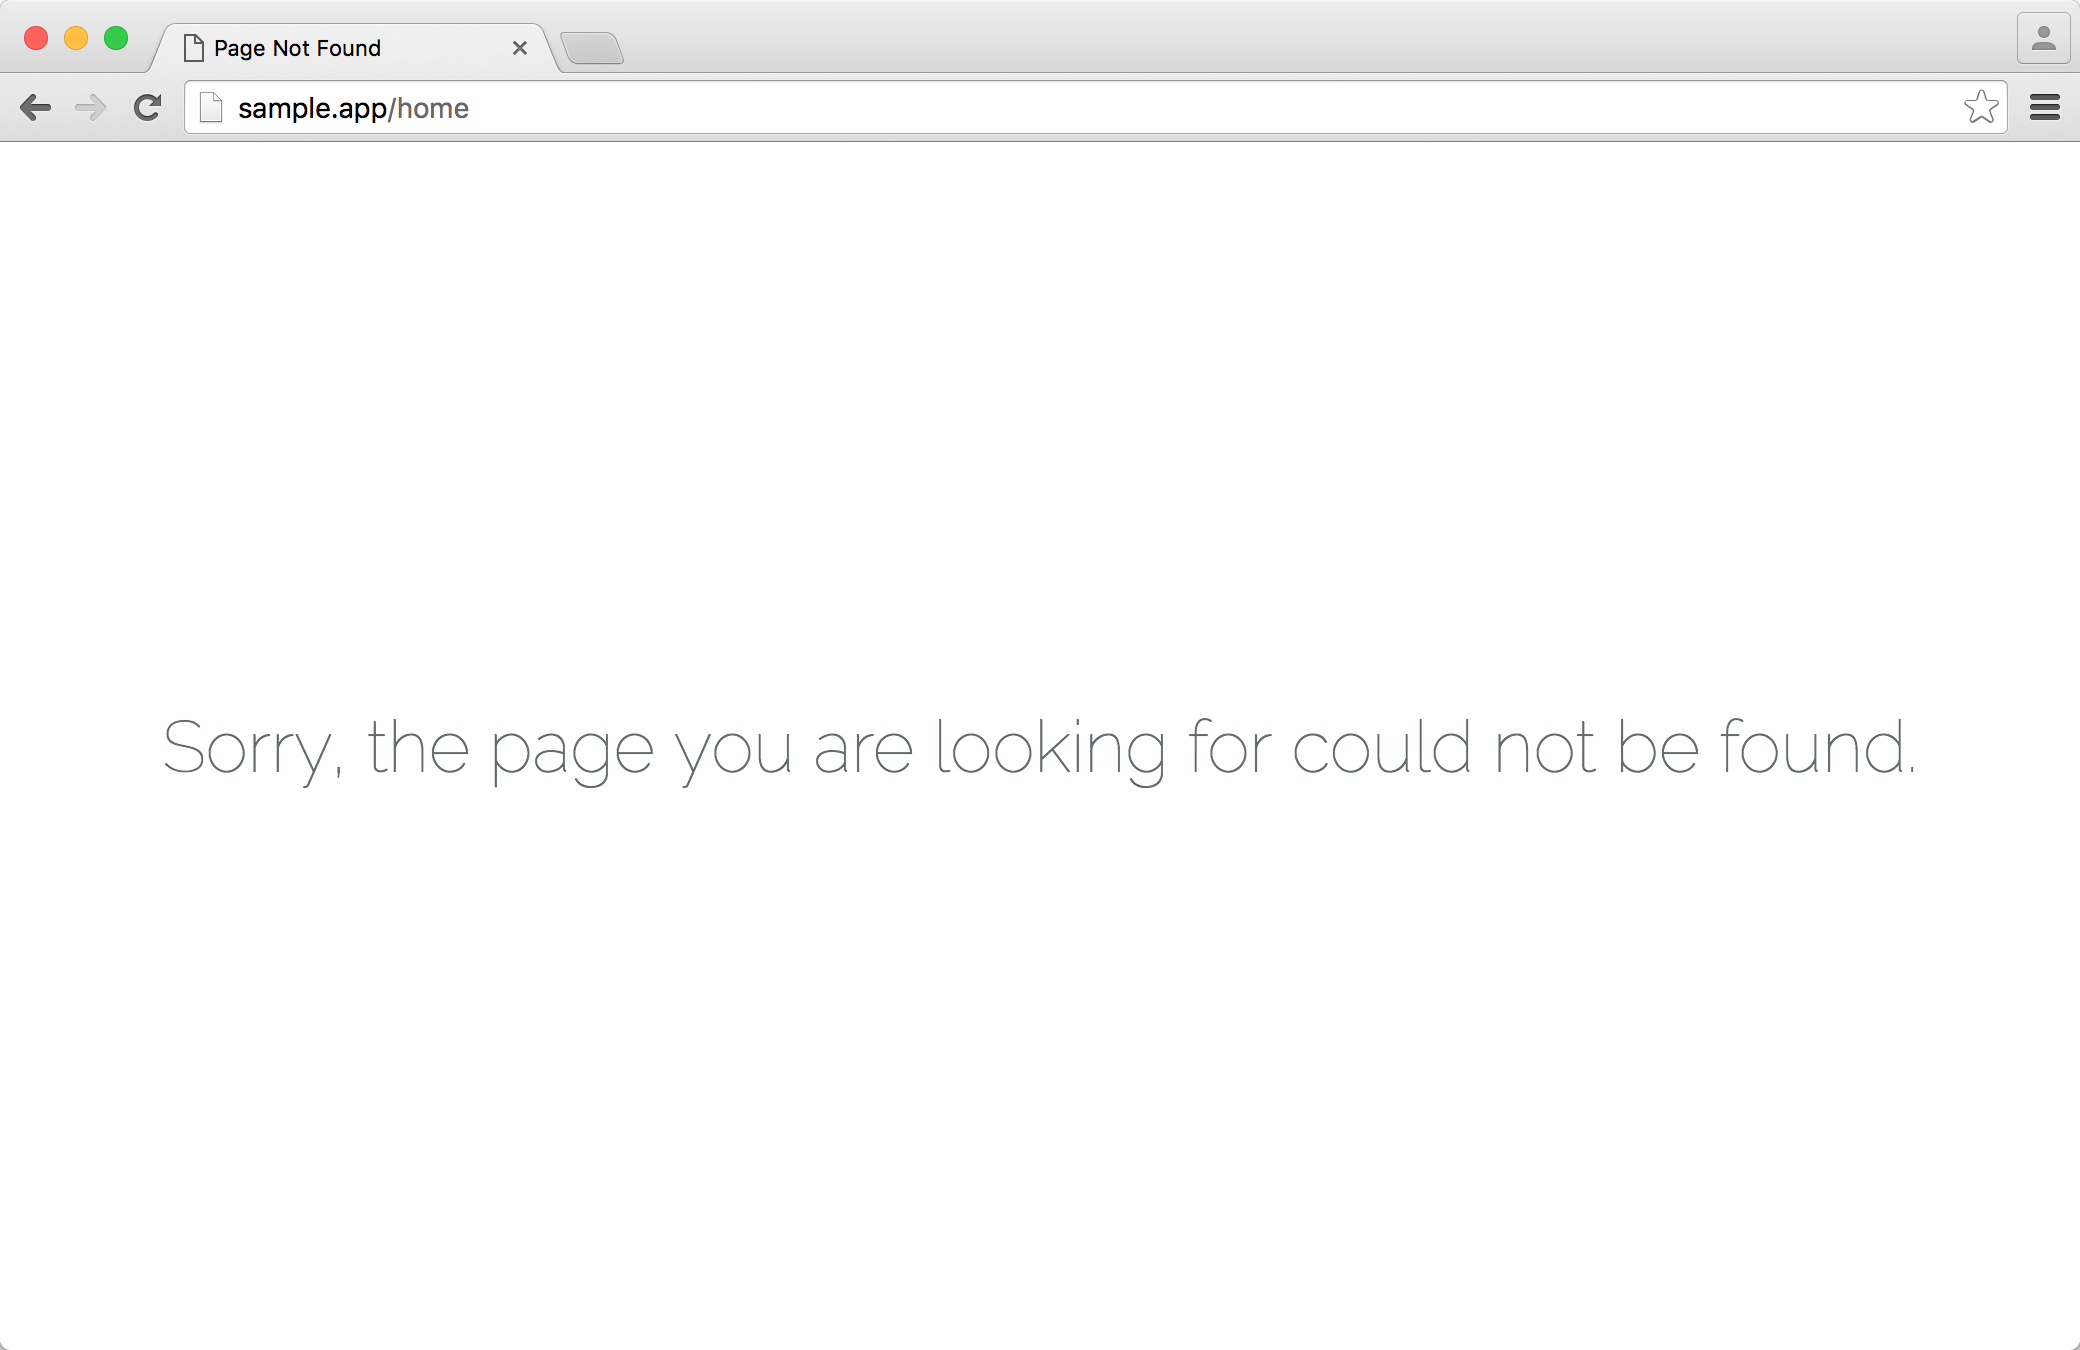 Page Not Found
sample.app/home
Sorry, the page you are looking for could not be found.